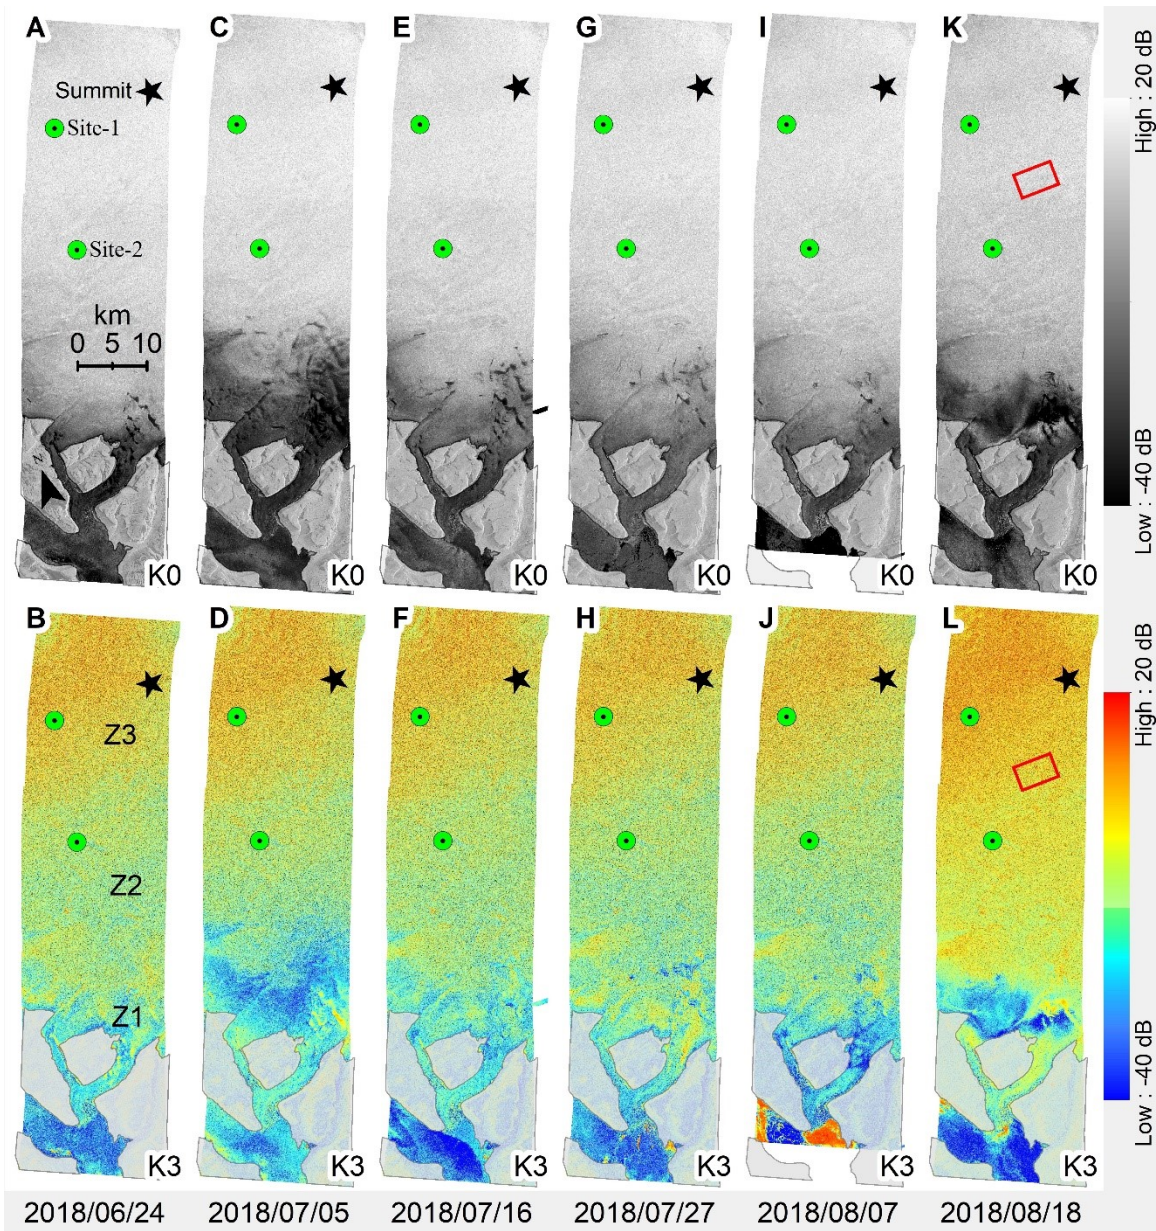 A C E G I K
Summit
Site-1
Site-2
km
0 5 10
N
K0 K0 K0 K0 K0 K0
High : 20 dB
Low : -40 dB
B D F H J L
Z3
Z2
Z1
K3 K3 K3 K3 K3 K3
High : 20 dB
Low : -40 dB
2018/06/24 2018/07/05 2018/07/16 2018/07/27 2018/08/07 2018/08/18